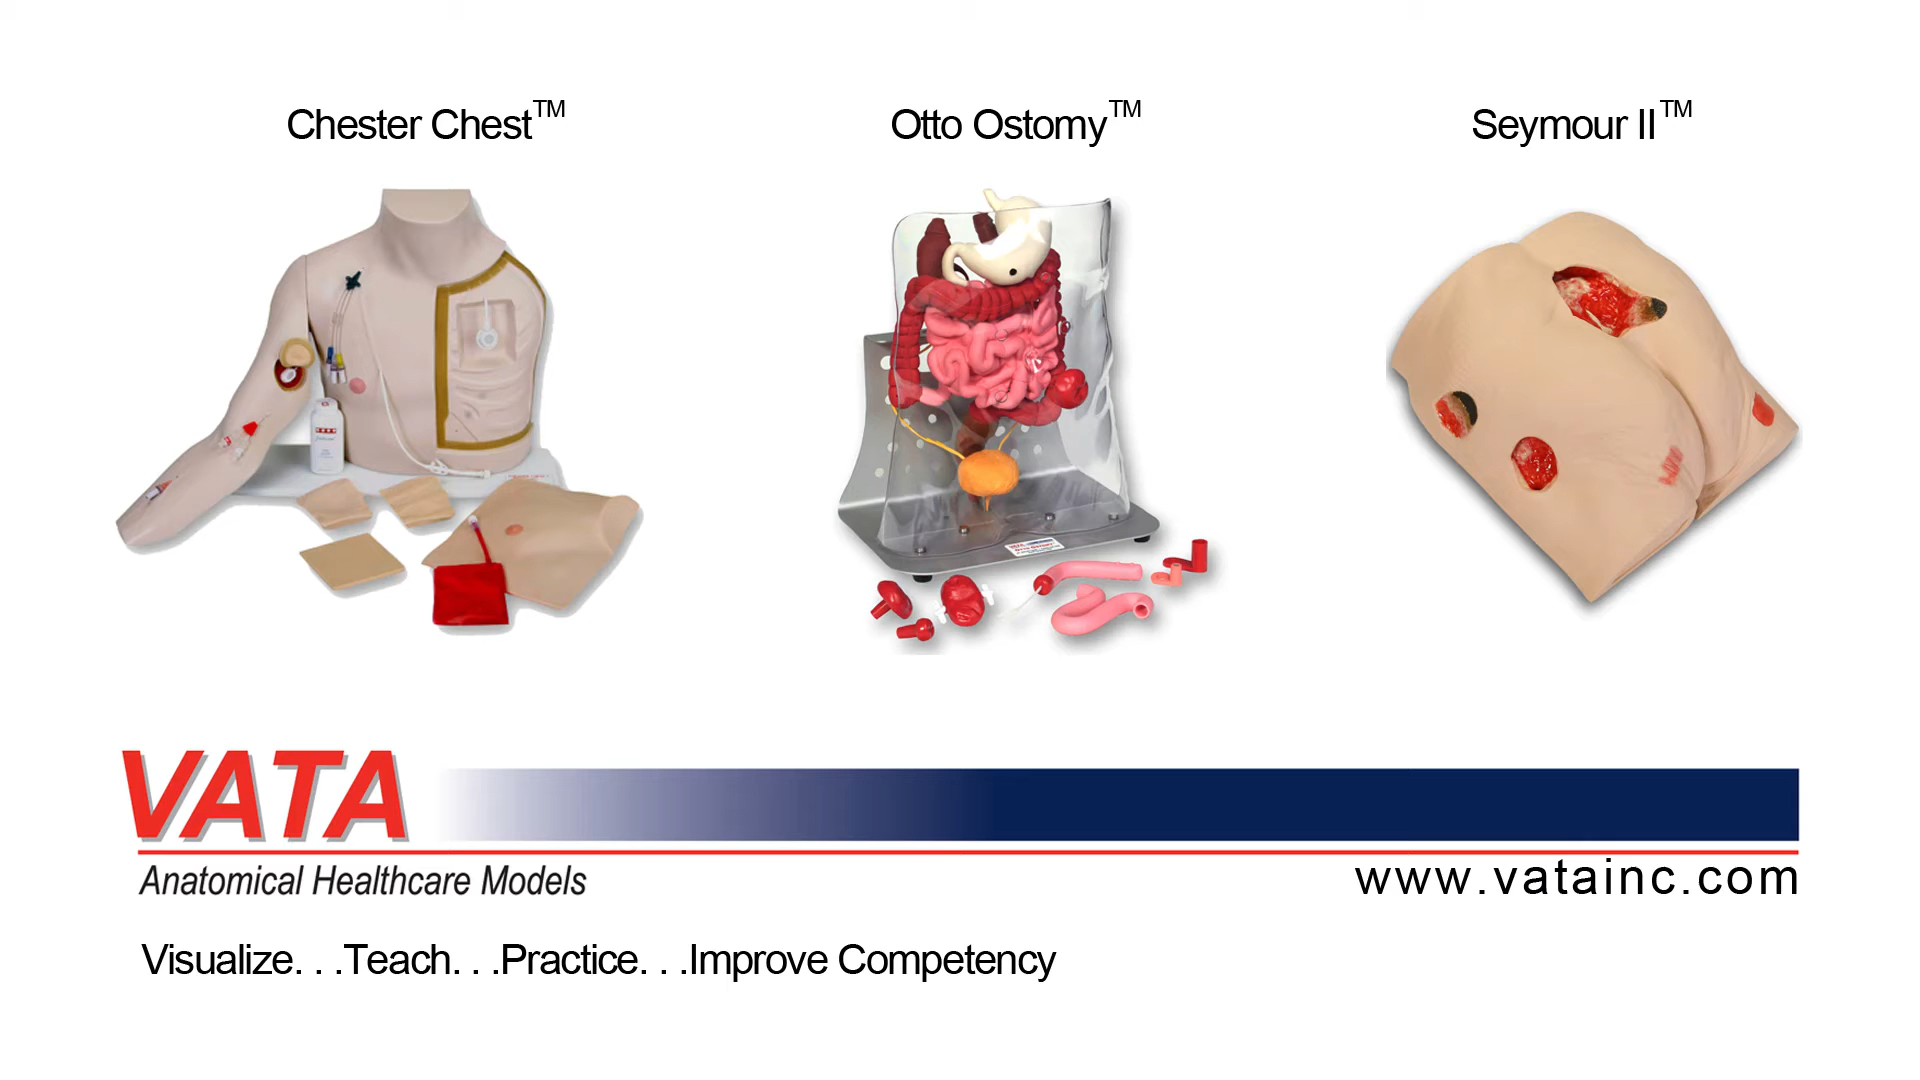 Chester Chest™
Otto Ostomy™
Seymour II™
VATA
Anatomical Healthcare Models
www.vatainc.com
Visualize. . .Teach. . .Practice. . .Improve Competency